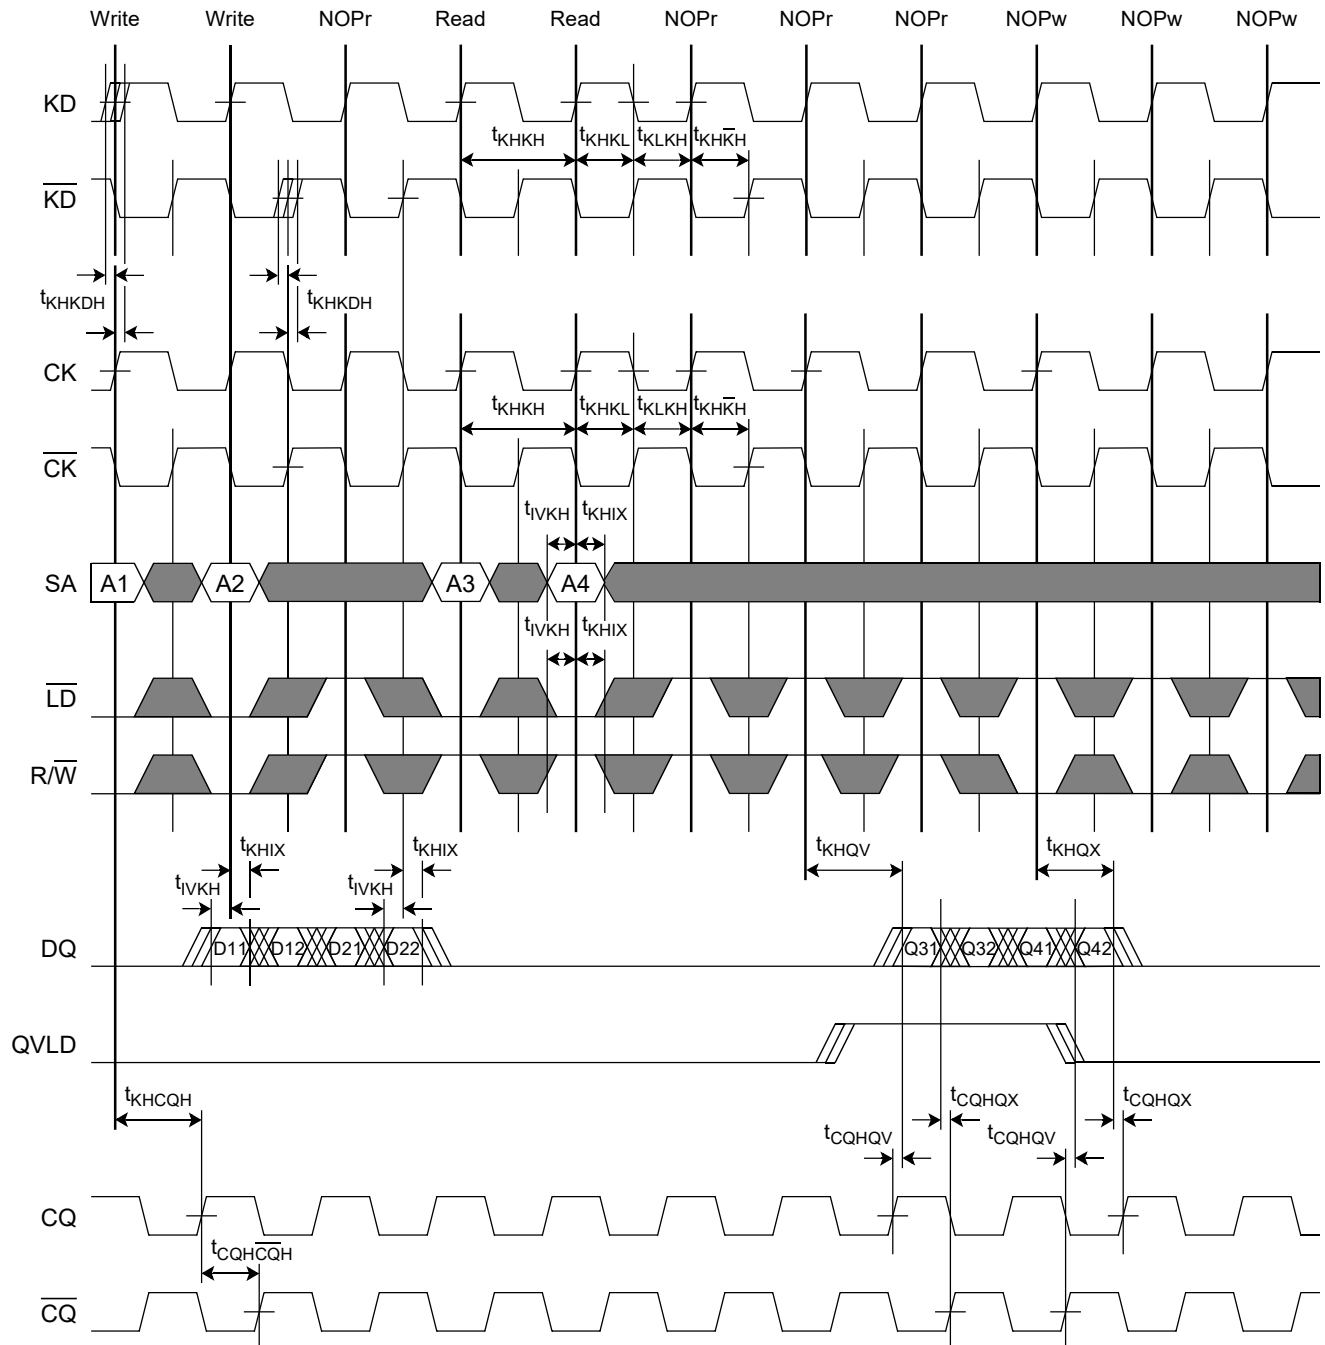 Write Write NOPr Read Read NOPr NOPr NOPr NOPw NOPw NOPw
KD
tKHKH tKHKL tKLKH tKHK̅H
K̅D̅
tKHKDH tKHKDH
CK
tKHKH tKHKL tKLKH tKHK̅H
C̅K̅
tIVKH tKHIX
SA A1 A2 A3 A4
tIVKH tKHIX
L̅D̅
R/W̅
tKHIX tKHIX tKHQV tKHQX
tIVKH tIVKH
DQ D11 D12 D21 D22 Q31 Q32 Q41 Q42
QVLD
tKHCQH tCQHQX tCQHQX
tCQHQV tCQHQV
CQ
tCQHC̅Q̅H
C̅Q̅